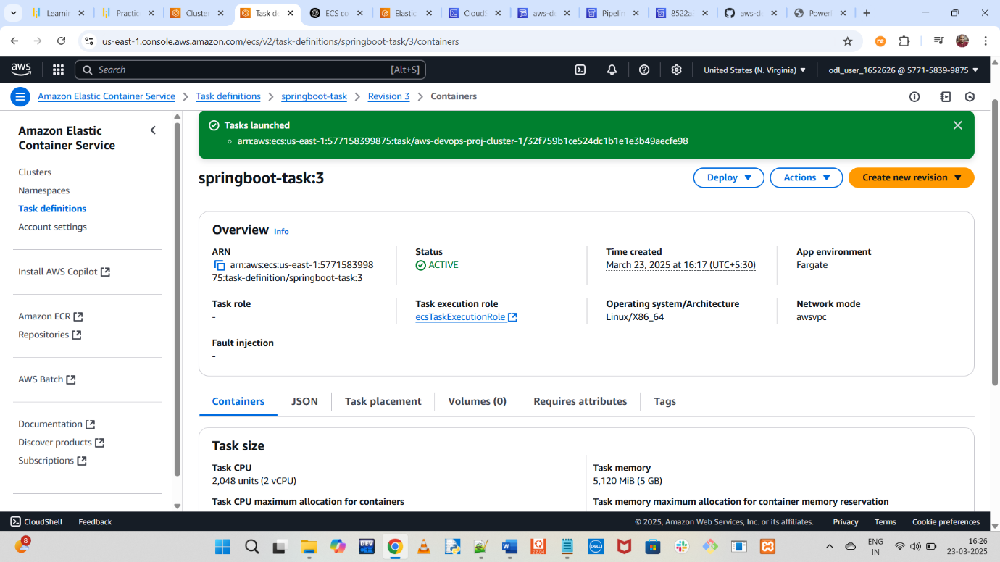 Learnin
Practic
Cluster
Task de
ECS co
Elastic
CloudS
aws-de
Pipelin
8522a
aws-de
Powerl
us-east-1.console.aws.amazon.com/ecs/v2/task-definitions/springboot-task/3/containers
re
aws
Search
[Alt+S]
United States (N. Virginia)
odl_user_1652626 @ 5771-5839-9875
Amazon Elastic Container Service
Task definitions
springboot-task
Revision 3
Containers
Amazon Elastic
Container Service
Clusters
Namespaces
Task definitions
Account settings
Install AWS Copilot
Amazon ECR
Repositories
AWS Batch
Documentation
Discover products
Subscriptions
Tasks launched
arn:aws:ecs:us-east-1:577158399875:task/aws-devops-proj-cluster-1/32f759b1ce524dc1b1e1e3b49aecfe98
springboot-task:3
Deploy
Actions
Create new revision
Overview Info
ARN
arn:aws:ecs:us-east-1:5771583998
75:task-definition/springboot-task:3
Status
ACTIVE
Time created
March 23, 2025 at 16:17 (UTC+5:30)
App environment
Fargate
Task role
-
Task execution role
ecsTaskExecutionRole
Operating system/Architecture
Linux/X86_64
Network mode
awsvpc
Fault injection
-
Containers
JSON
Task placement
Volumes (0)
Requires attributes
Tags
Task size
Task CPU
2,048 units (2 vCPU)
Task memory
5,120 MiB (5 GB)
Task CPU maximum allocation for containers
Task memory maximum allocation for container memory reservation
CloudShell
Feedback
© 2025, Amazon Web Services, Inc. or its affiliates.
Privacy
Terms
Cookie preferences
8
DEV
22.04
DELL
ENG
IN
16:26
23-03-2025